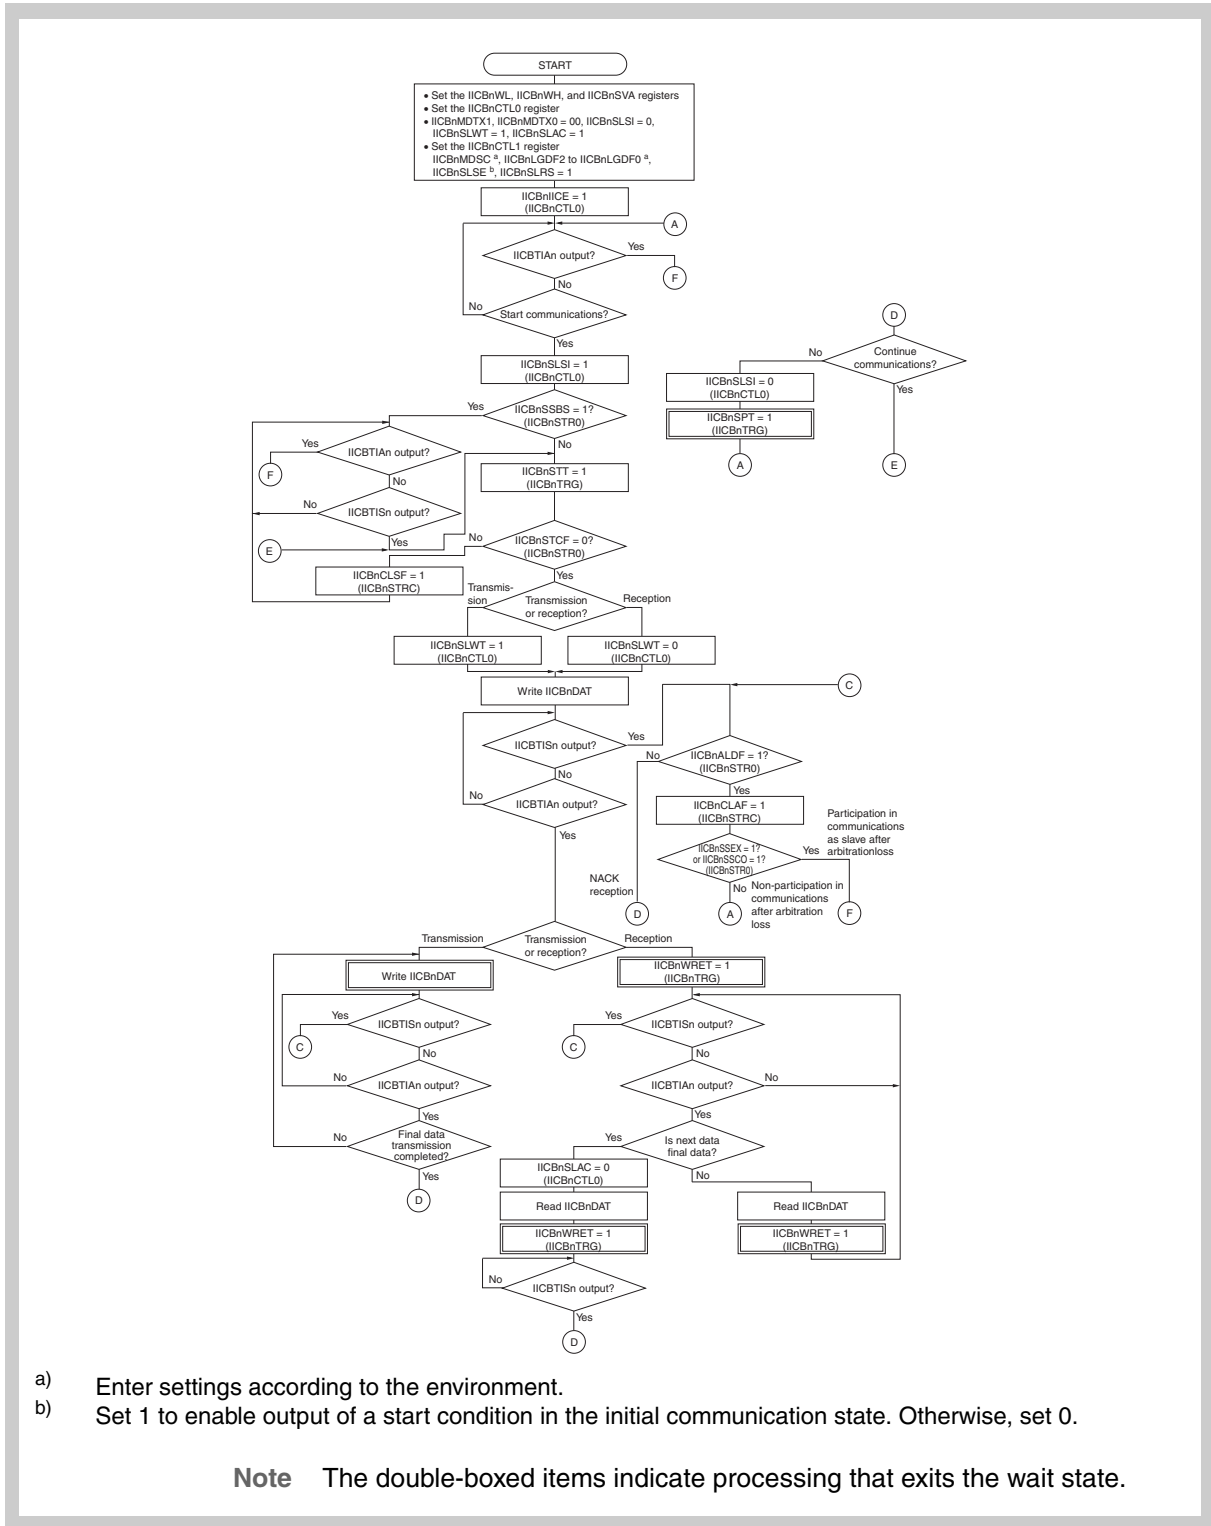 START
• Set the IICBnWL, IICBnWH, and IICBnSVA registers
• Set the IICBnCTL0 register
• IICBnMDTX1, IICBnMDTX0 = 00, IICBnSLSI = 0,
IICBnSLWT = 1, IICBnSLAC = 1
• Set the IICBnCTL1 register
IICBnMDSC a, IICBnLGDF2 to IICBnLGDF0 a,
IICBnSLSE b, IICBnSLRS = 1
IICBnIICE = 1
(IICBnCTL0)
A
IICBTIAn output?
Yes
F
No
Start communications?
No
Yes
IICBnSLSI = 1
(IICBnCTL0)
D
Continue
communications?
No
Yes
IICBnSLSI = 0
(IICBnCTL0)
IICBnSPT = 1
(IICBnTRG)
A
E
IICBnSSBS = 1?
(IICBnSTR0)
Yes
No
IICBTIAn output?
Yes
F
No
IICBTISn output?
No
Yes
E
IICBnSTT = 1
(IICBnTRG)
IICBnSTCF = 0?
(IICBnSTR0)
No
Yes
IICBnCLSF = 1
(IICBnSTRC)
Transmis-
sion
Transmission
or reception?
Reception
IICBnSLWT = 1
(IICBnCTL0)
IICBnSLWT = 0
(IICBnCTL0)
Write IICBnDAT
C
IICBTISn output?
Yes
No
IICBTIAn output?
No
Yes
IICBnALDF = 1?
(IICBnSTR0)
No
Yes
IICBnCLAF = 1
(IICBnSTRC)
IICBnSSEX = 1?
or IICBnSSCO = 1?
(IICBnSTR0)
Yes
Participation in
communications
as slave after
arbitrationloss
No
Non-participation in
communications
after arbitration
loss
NACK
reception
D
A
F
Transmission
Transmission
or reception?
Reception
Write IICBnDAT
IICBnWRET = 1
(IICBnTRG)
IICBTISn output?
Yes
C
No
IICBTIAn output?
No
Yes
Final data
transmission
completed?
No
Yes
D
IICBTISn output?
Yes
C
No
IICBTIAn output?
No
Yes
Is next data
final data?
Yes
No
IICBnSLAC = 0
(IICBnCTL0)
Read IICBnDAT
IICBnWRET = 1
(IICBnTRG)
Read IICBnDAT
IICBnWRET = 1
(IICBnTRG)
IICBTISn output?
No
Yes
D
a) Enter settings according to the environment.
b) Set 1 to enable output of a start condition in the initial communication state. Otherwise, set 0.
Note The double-boxed items indicate processing that exits the wait state.